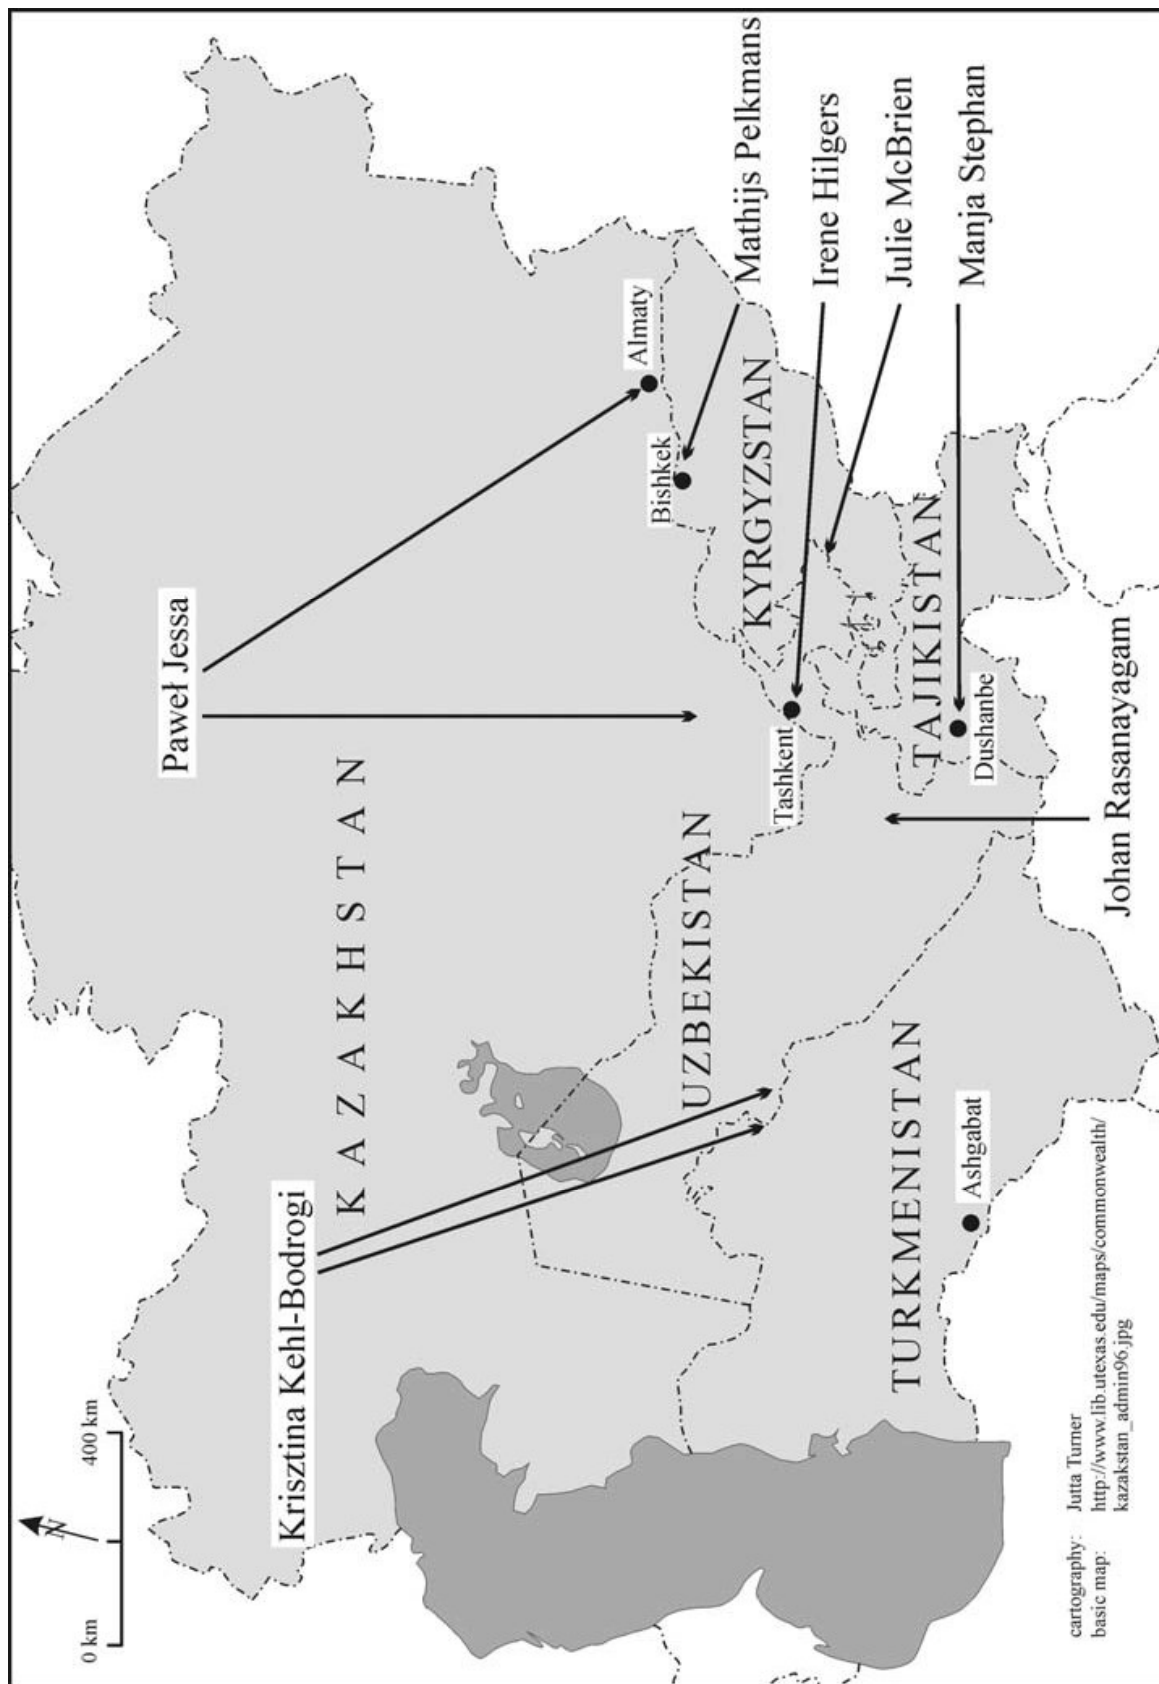 N
0 km
400 km
Krisztina Kehl-Bodrogi
Paweł Jessa
KAZAKHSTAN
Almaty
Bishkek
Mathijs Pelkmans
UZBEKISTAN
KYRGYZSTAN
Tashkent
Irene Hilgers
Julie McBrien
TURKMENISTAN
TAJIKISTAN
Ashgabat
Dushanbe
Manja Stephan
Johan Rasanayagam
cartography: Jutta Turner
basic map: http://www.lib.utexas.edu/maps/commonwealth/
kazakstan_admin96.jpg